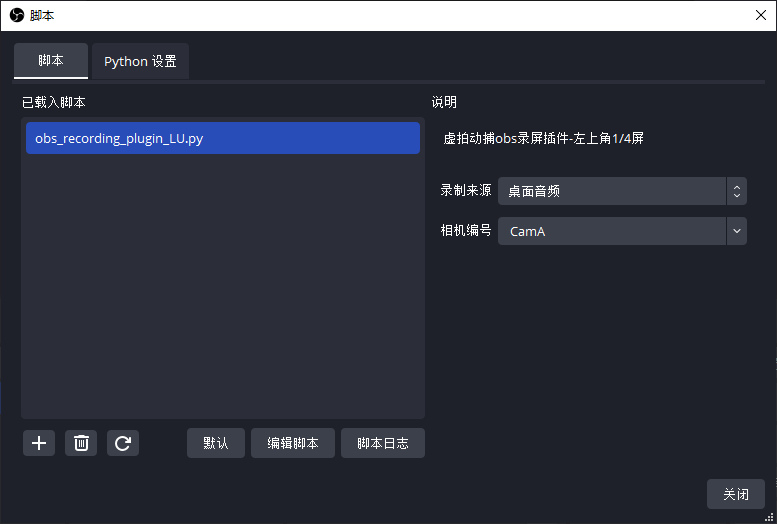 脚本
脚本
Python 设置
已载入脚本
说明
obs_recording_plugin_LU.py
虚拍动捕obs录屏插件-左上角1/4屏
录制来源
桌面音频
相机编号
CamA
默认
编辑脚本
脚本日志
关闭